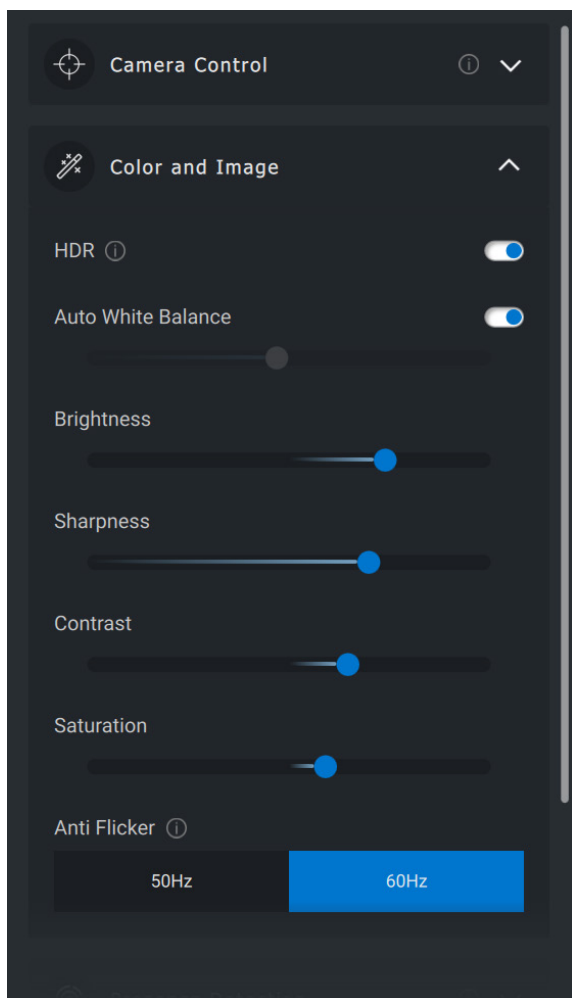 Camera Control
Color and Image
HDR
Auto White Balance
Brightness
Sharpness
Contrast
Saturation
Anti Flicker
50Hz 60Hz